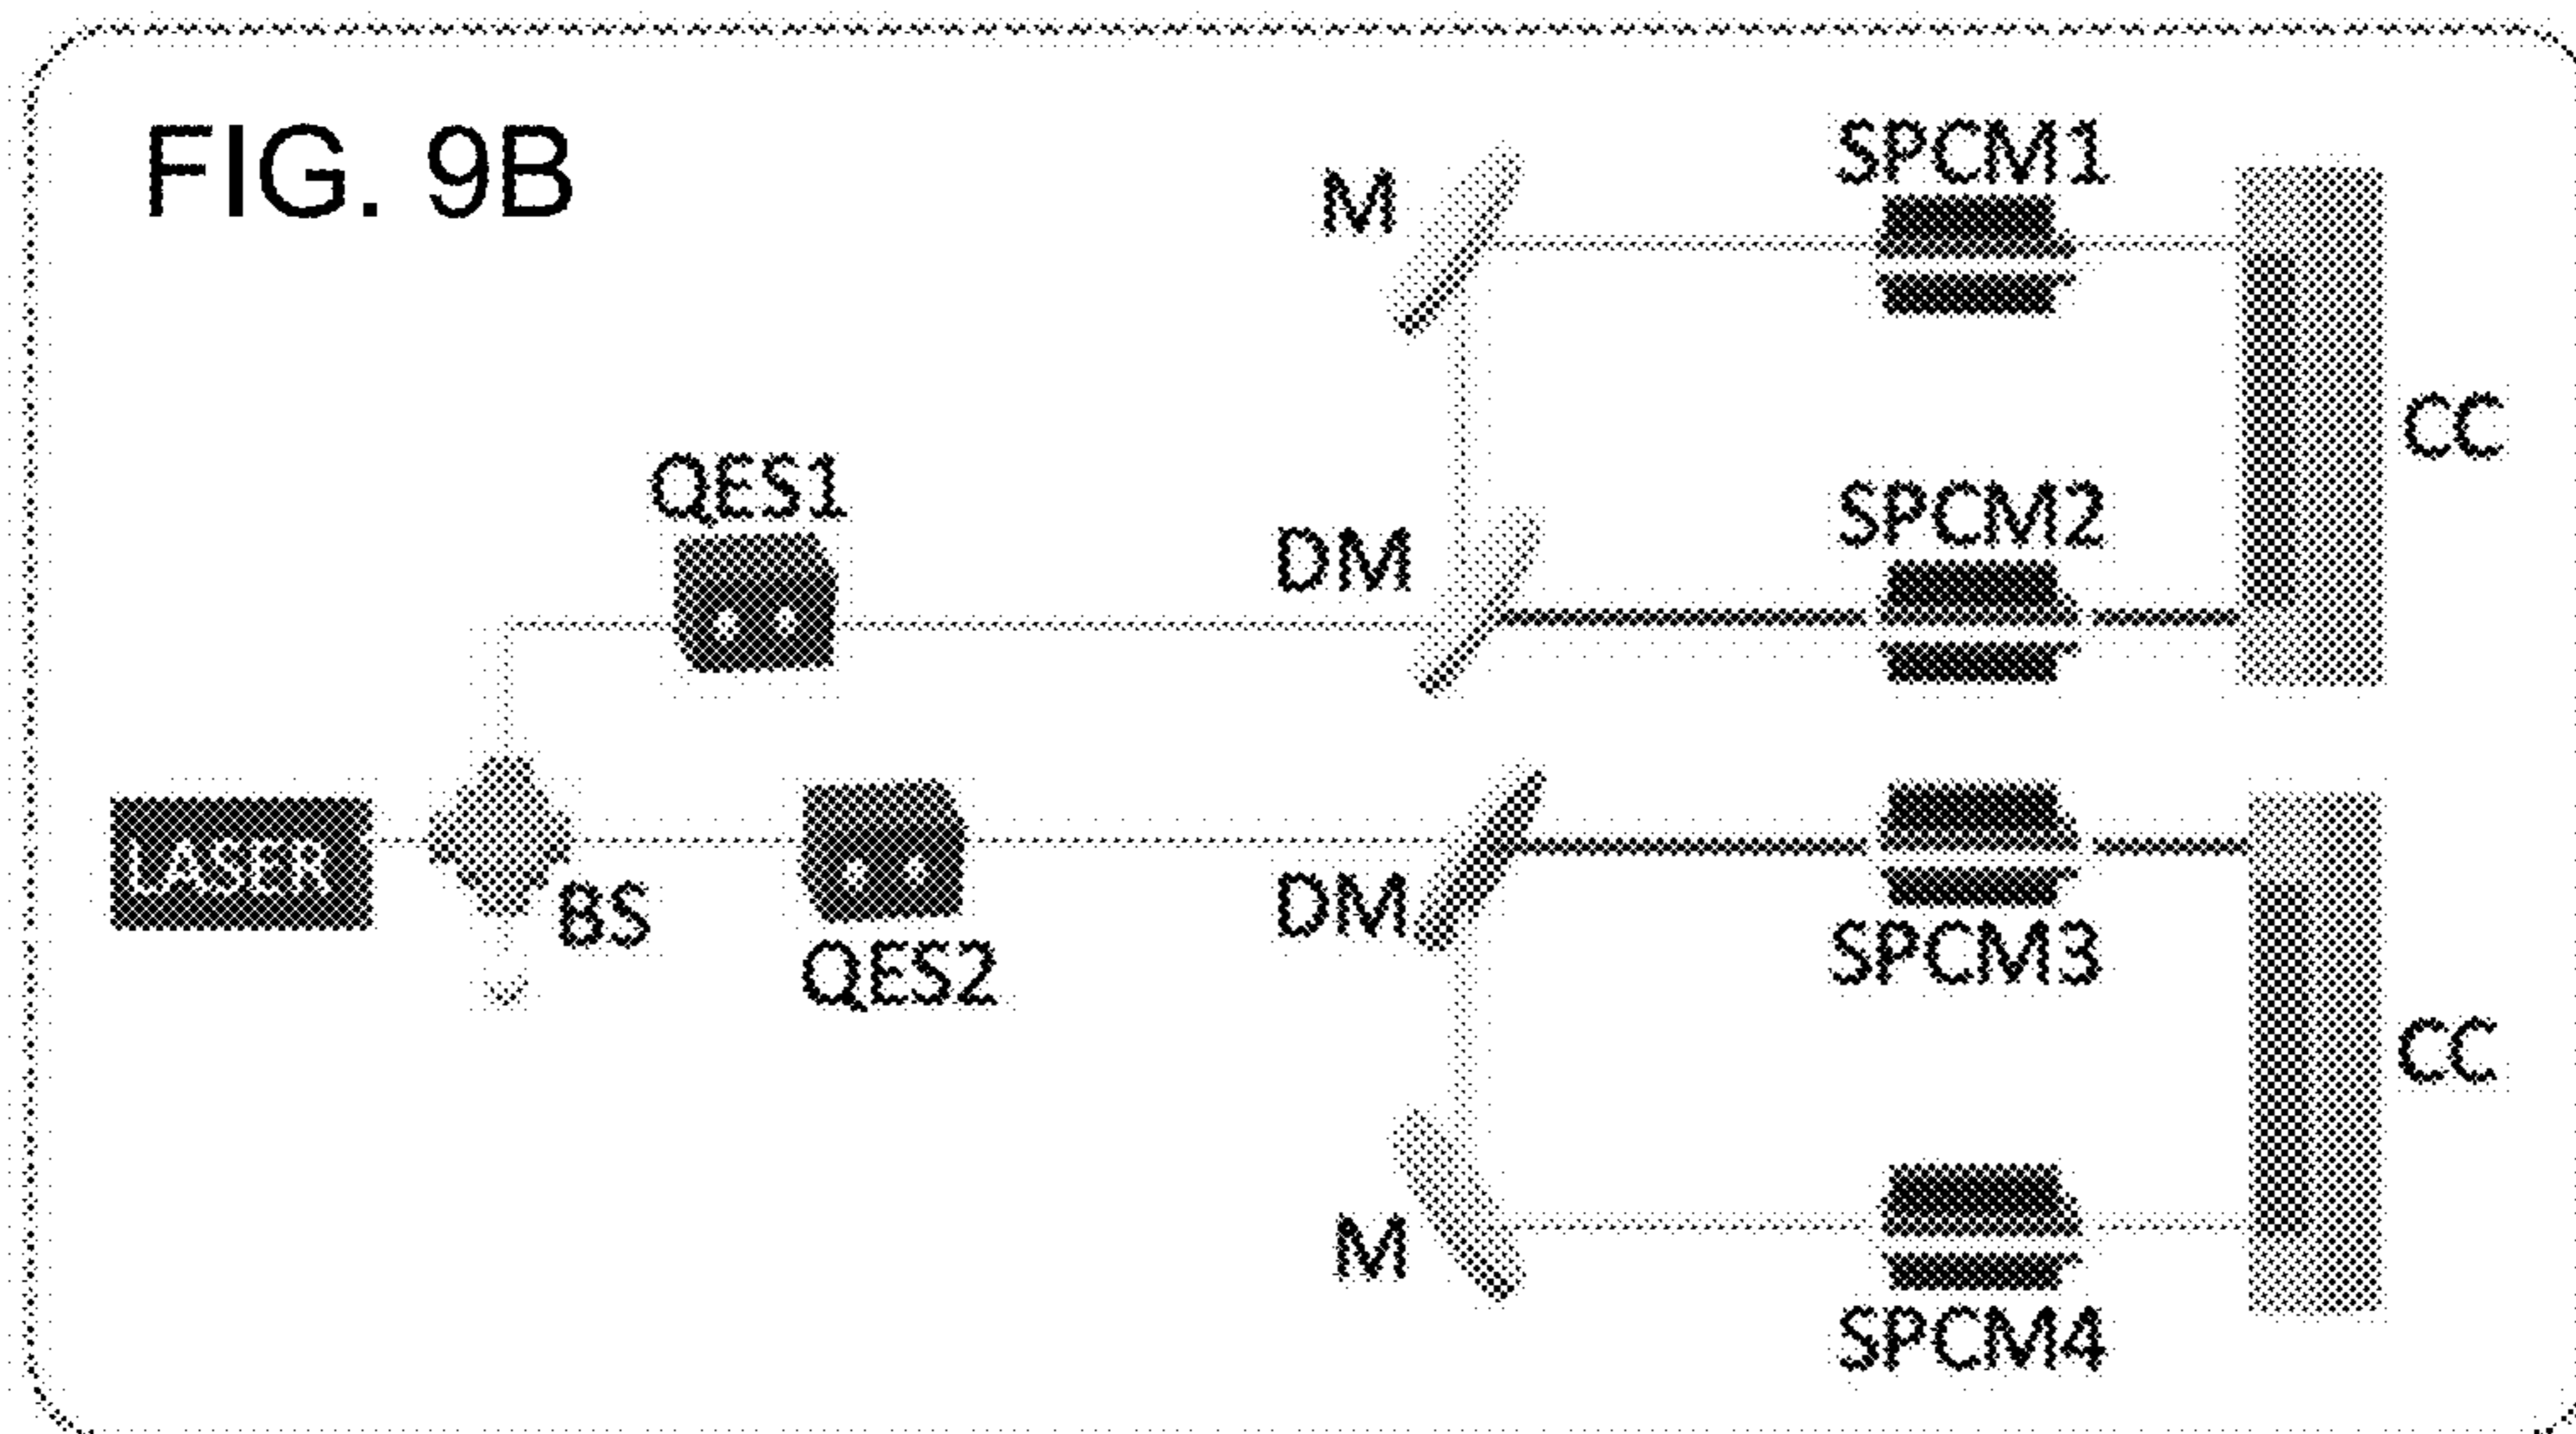 FIG. 9B
M
SPCM1
CC
QES1
DM
SPCM2
LASER
BS
QES2
DM
SPCM3
CC
M
SPCM4